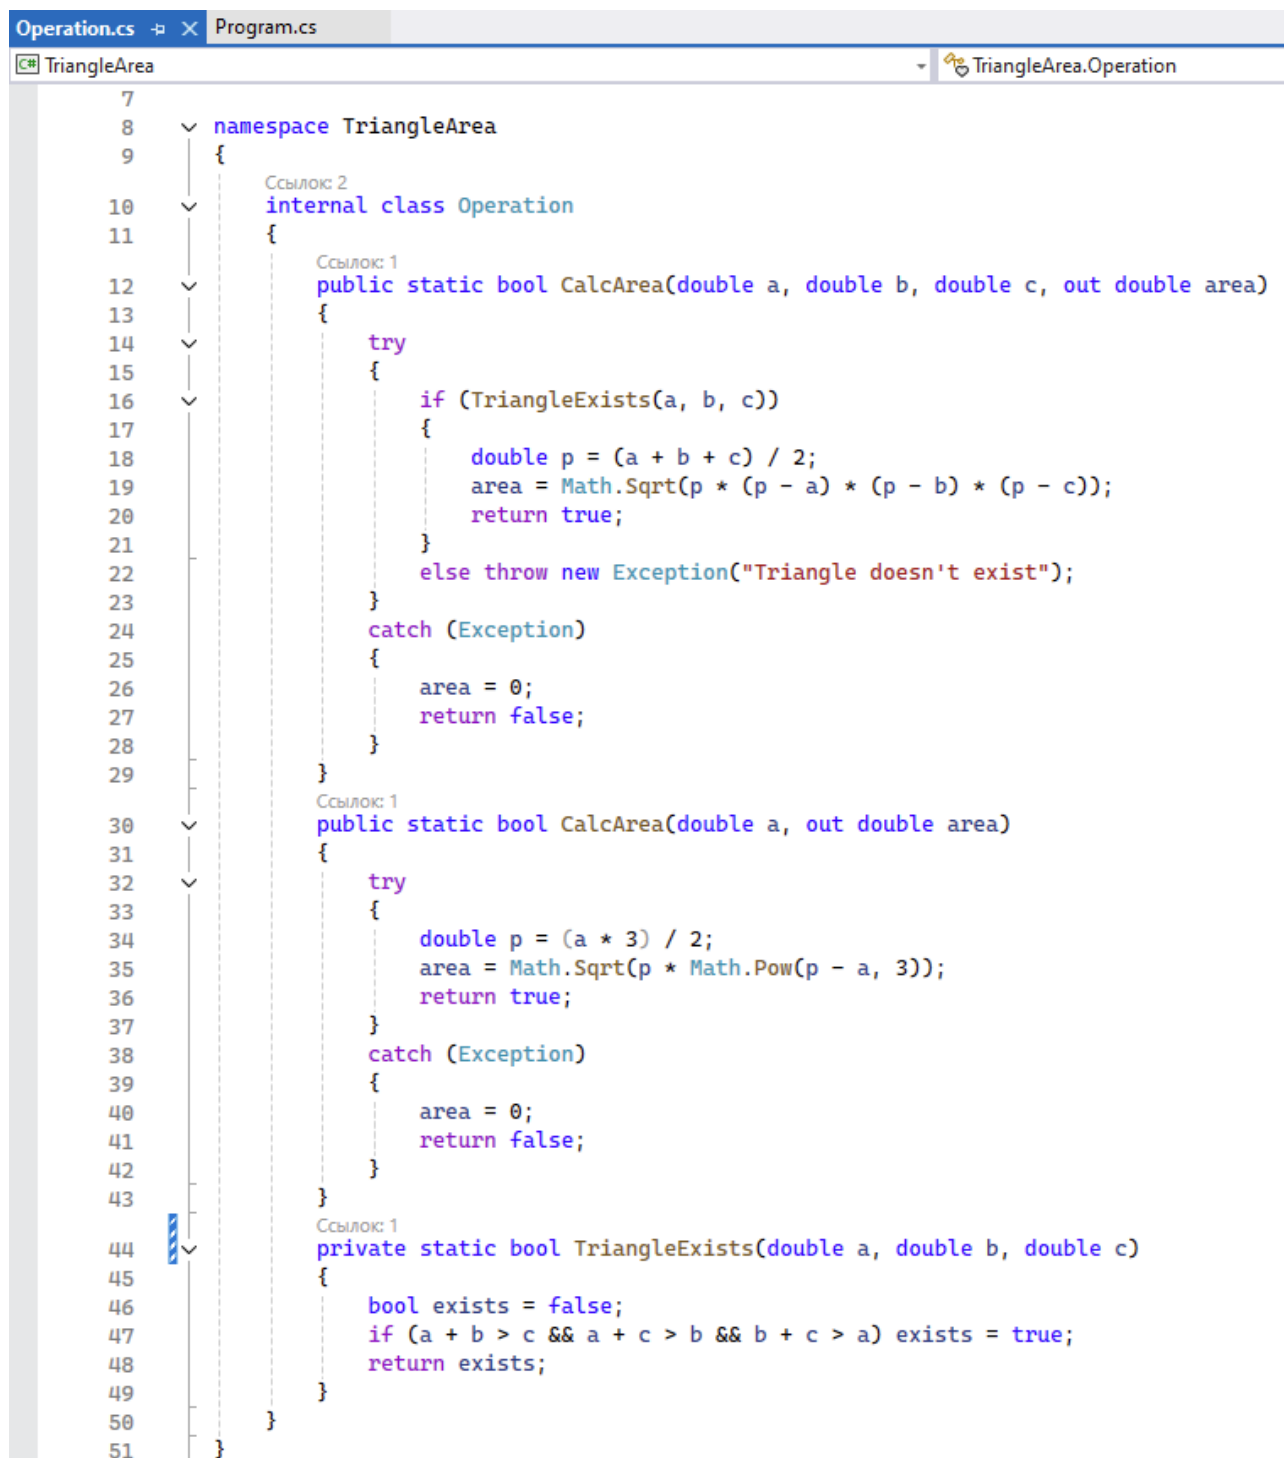 Operation.cs Program.cs
C# TriangleArea TriangleArea.Operation
7
8 namespace TriangleArea
9 {
Ссылок: 2
10 internal class Operation
11 {
Ссылок: 1
12 public static bool CalcArea(double a, double b, double c, out double area)
13 {
14 try
15 {
16 if (TriangleExists(a, b, c))
17 {
18 double p = (a + b + c) / 2;
19 area = Math.Sqrt(p * (p - a) * (p - b) * (p - c));
20 return true;
21 }
22 else throw new Exception("Triangle doesn't exist");
23 }
24 catch (Exception)
25 {
26 area = 0;
27 return false;
28 }
29 }
Ссылок: 1
30 public static bool CalcArea(double a, out double area)
31 {
32 try
33 {
34 double p = (a * 3) / 2;
35 area = Math.Sqrt(p * Math.Pow(p - a, 3));
36 return true;
37 }
38 catch (Exception)
39 {
40 area = 0;
41 return false;
42 }
43 }
Ссылок: 1
44 private static bool TriangleExists(double a, double b, double c)
45 {
46 bool exists = false;
47 if (a + b > c && a + c > b && b + c > a) exists = true;
48 return exists;
49 }
50 }
51 }